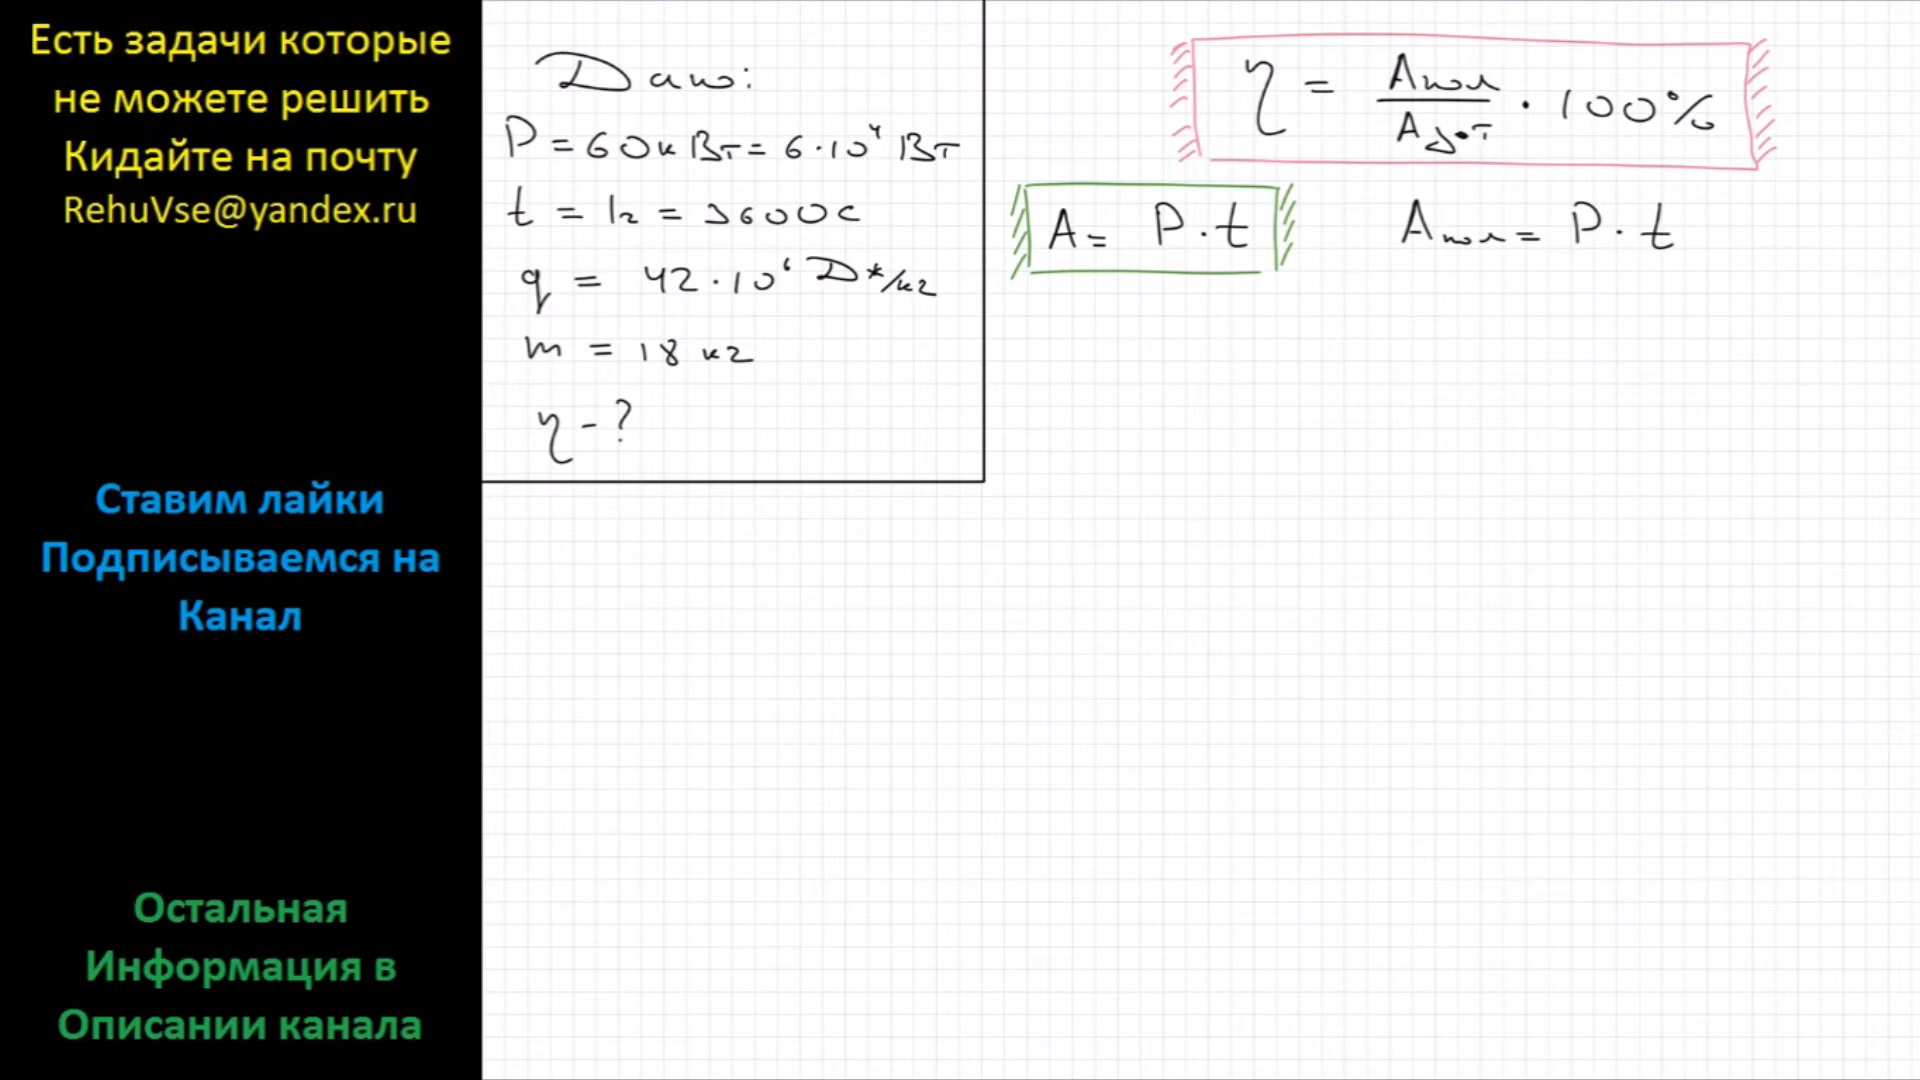 Есть задачи которые
не можете решить
Кидайте на почту
RehuVse@yandex.ru
Ставим лайки
Подписываемся на
Канал
Остальная
Информация в
Описании канала
Дано:
P = 60кВт = 6·10⁴ Вт
t = 1г = 3600с
q = 42·10⁶ Дж/кг
m = 18 кг
η - ?
η = Aпол/Aзат · 100%
A = P·t
Aпол = P·t